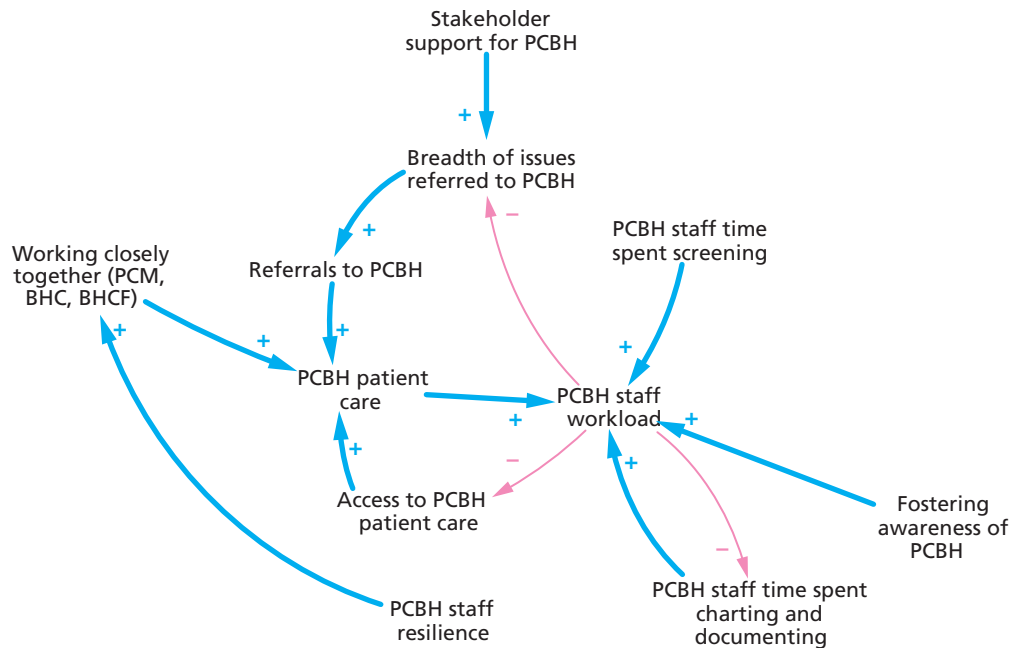 Stakeholder
support for PCBH
+
Breadth of issues
referred to PCBH
−
+
PCBH staff time
spent screening
Working closely
together (PCM,
BHC, BHCF)
Referrals to PCBH
+
+
+
+
PCBH patient
care
PCBH staff
workload
+
+
+
−
+
Access to PCBH
patient care
Fostering
awareness of
PCBH
−
PCBH staff time spent
charting and
documenting
PCBH staff
resilience